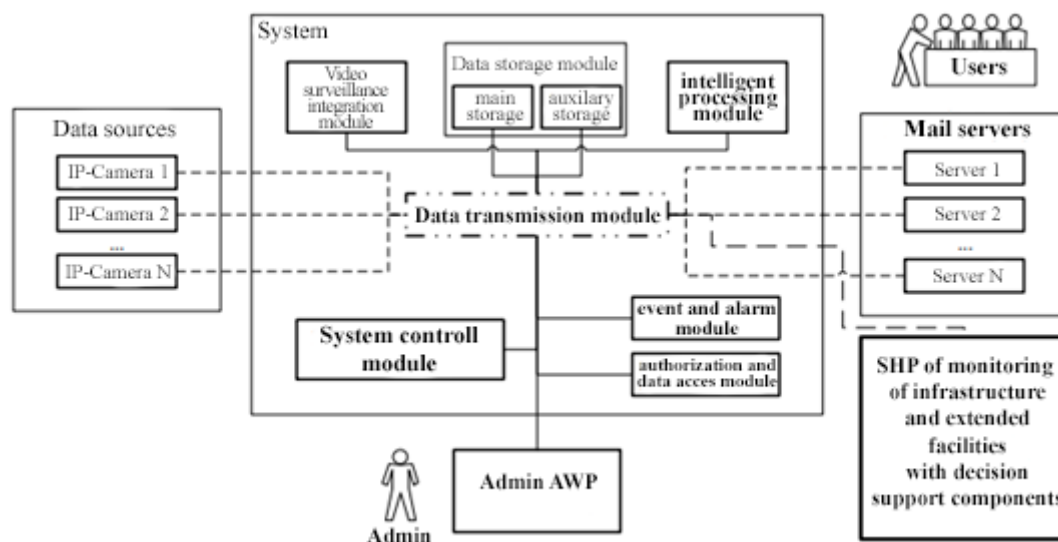 System
Users
Data sources
IP-Camera 1
IP-Camera 2
...
IP-Camera N
Video
surveillance
integration
module
Data storage module
main
storage
auxilary
storage
intelligent
processing
module
Data transmission module
Mail servers
Server 1
Server 2
...
Server N
System controll
module
event and alarm
module
authorization and
data acces module
SHP of monitoring
of infrastructure
and extended
facilities
with decision
support components
Admin AWP
Admin